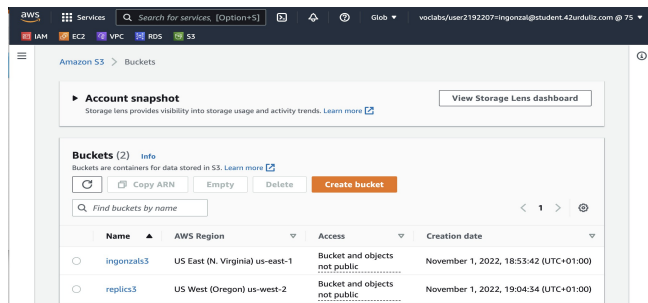 aws Services Search for services, [Option+S] Glob ▼ voclabs/user2192207=ingonzal@student.42urduliz.com @ 75 ▼
IAM EC2 VPC RDS S3
Amazon S3 > Buckets
Account snapshot View Storage Lens dashboard
Storage lens provides visibility into storage usage and activity trends. Learn more
Buckets (2) Info
Buckets are containers for data stored in S3. Learn more
Copy ARN Empty Delete Create bucket
Find buckets by name < 1 >
Name ▲ AWS Region Access Creation date
ingonzals3 US East (N. Virginia) us-east-1 Bucket and objects not public November 1, 2022, 18:53:42 (UTC+01:00)
replics3 US West (Oregon) us-west-2 Bucket and objects not public November 1, 2022, 19:04:34 (UTC+01:00)